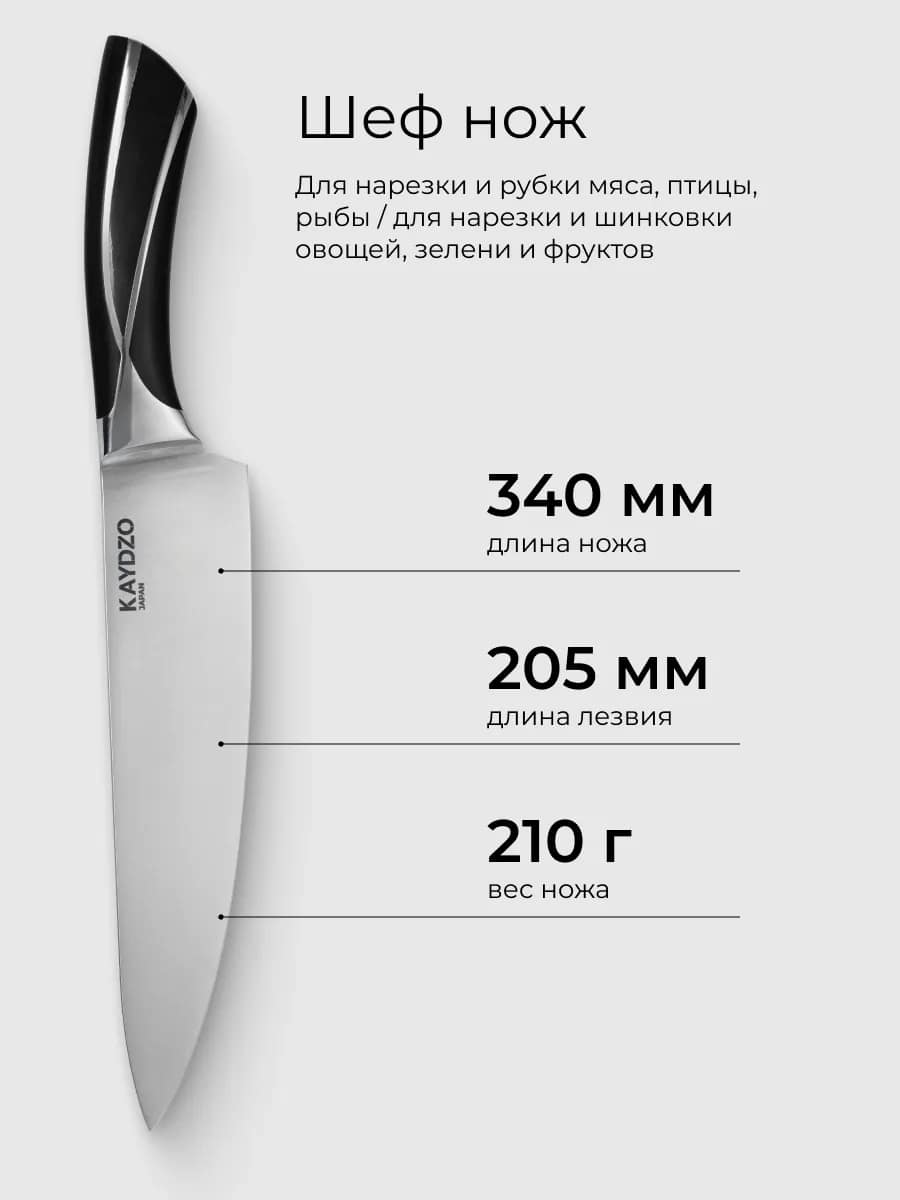 Шеф нож
Для нарезки и рубки мяса, птицы,
рыбы / для нарезки и шинковки
овощей, зелени и фруктов
340 мм
длина ножа
KAYDZO
JAPAN
205 мм
длина лезвия
210 г
вес ножа